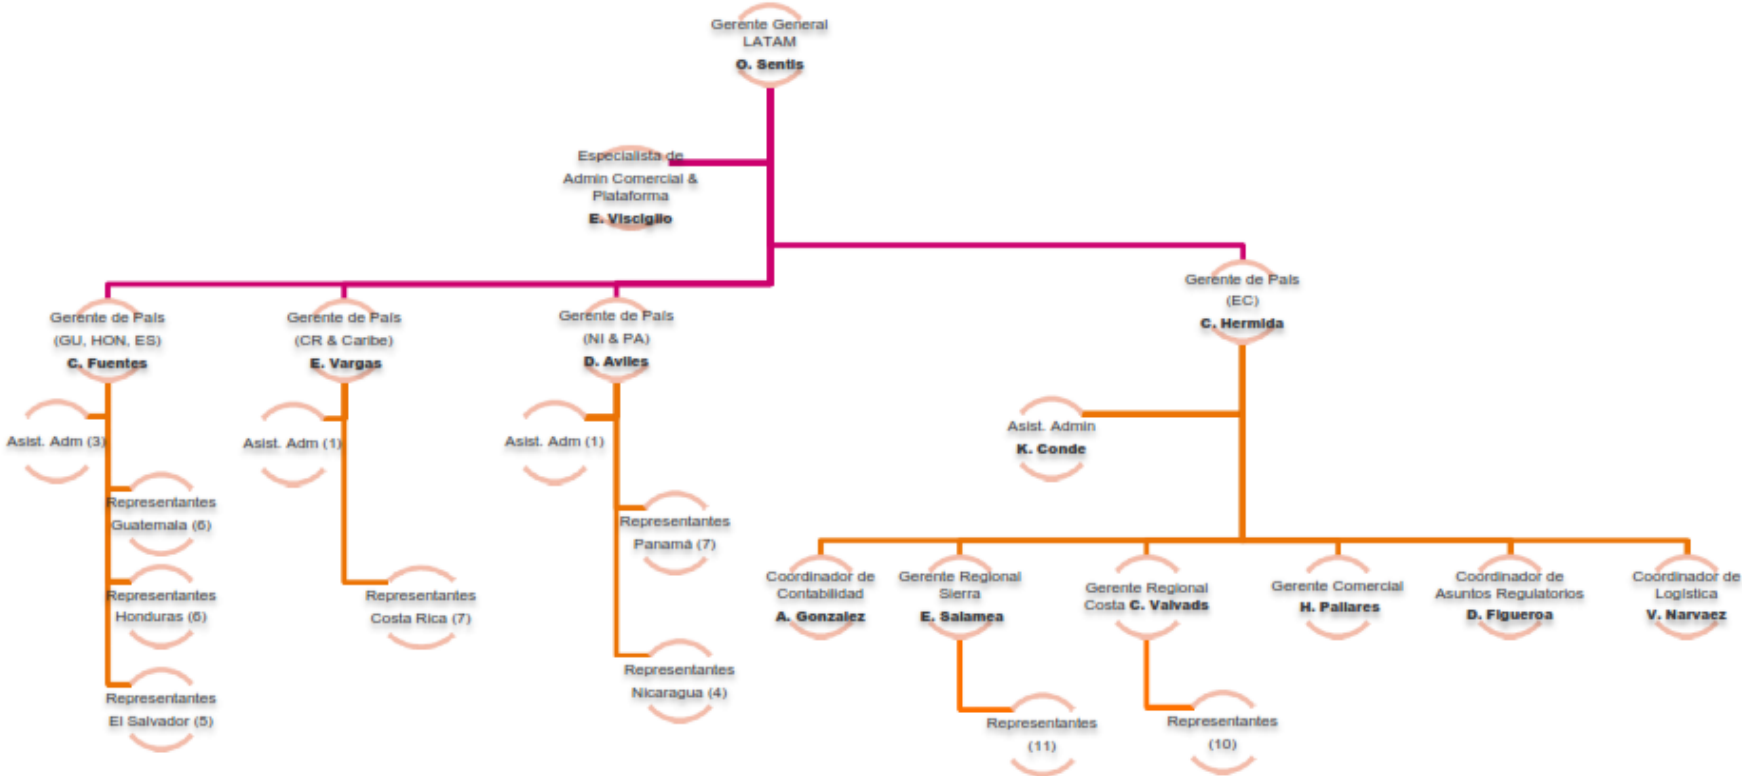 Gerente General
LATAM
O. Sentis
Especialista de
Admin Comercial &
Plataforma
E. Visciglio
Gerente de País
(GU, HON, ES)
C. Fuentes
Gerente de País
(CR & Caribe)
E. Vargas
Gerente de País
(NI & PA)
D. Aviles
Gerente de País
(EC)
C. Hermida
Asist. Adm (3)
Representantes
Guatemala (6)
Representantes
Honduras (6)
Representantes
El Salvador (5)
Asist. Adm (1)
Representantes
Costa Rica (7)
Asist. Adm (1)
Representantes
Panamá (7)
Representantes
Nicaragua (4)
Asist. Admin
K. Conde
Coordinador de
Contabilidad
A. Gonzalez
Gerente Regional
Sierra
E. Salamea
Gerente Regional
Costa C. Valvads
Gerente Comercial
H. Pallares
Coordinador de
Asuntos Regulatorios
D. Figueroa
Coordinador de
Logística
V. Narvaez
Representantes
(11)
Representantes
(10)